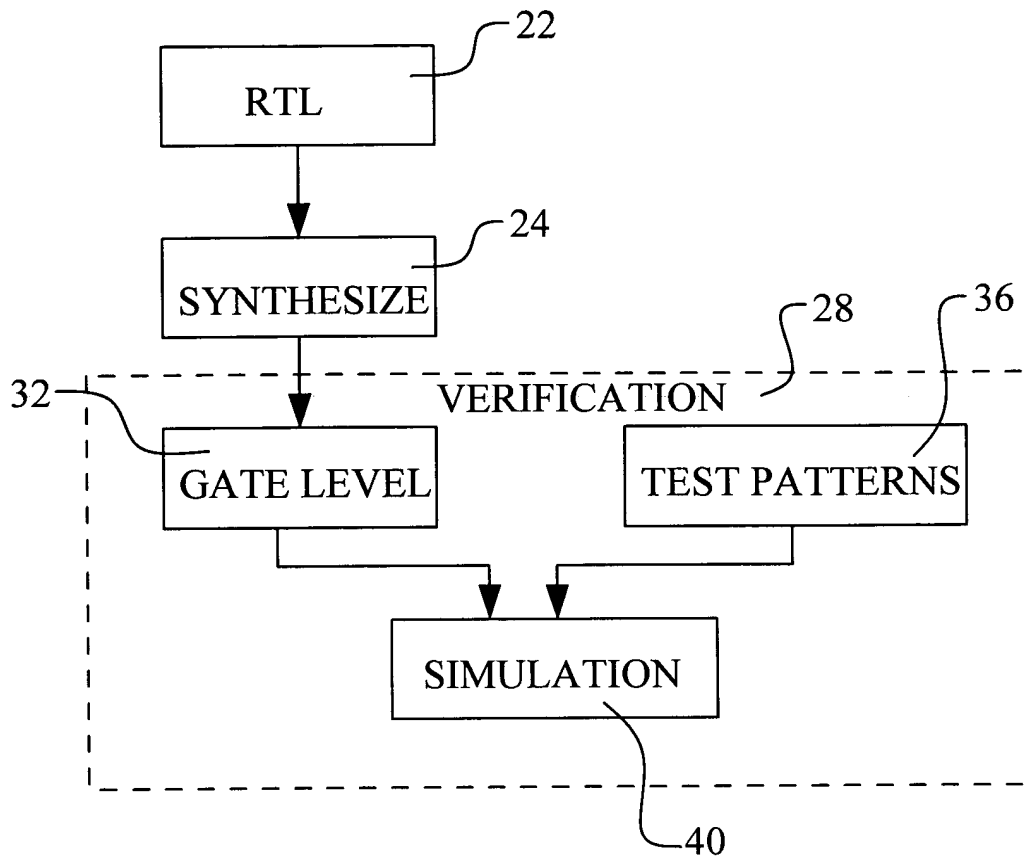 22
RTL
24
SYNTHESIZE
28
36
32
VERIFICATION
GATE LEVEL
TEST PATTERNS
SIMULATION
40